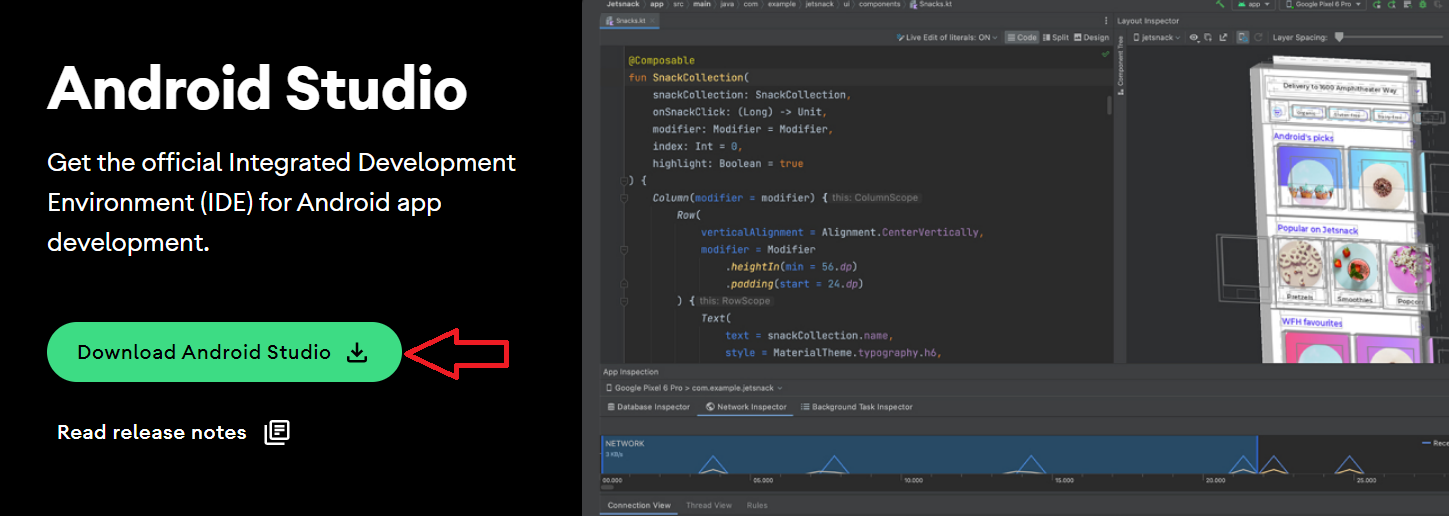 Android Studio
Get the official Integrated Development
Environment (IDE) for Android app
development.
Download Android Studio
Read release notes
Jetsnack app src main java com example jetsnack ui components Snacks.kt
app Google Pixel 6 Pro
Snacks.kt
Live Edit of literals: ON Code Split Design
@Composable
fun SnackCollection(
snackCollection: SnackCollection,
onSnackClick: (Long) -> Unit,
modifier: Modifier = Modifier,
index: Int = 0,
highlight: Boolean = true
) {
Column(modifier = modifier) { this: ColumnScope
Row(
verticalAlignment = Alignment.CenterVertically,
modifier = Modifier
.heightIn(min = 56.dp)
.padding(start = 24.dp)
) { this: RowScope
Text(
text = snackCollection.name,
style = MaterialTheme.typography.h6,
Layout Inspector
jetsnack Layer Spacing:
Component Tree
Delivery to 1600 Amphitheater Way
Organic Gluten-free
Android's picks
Popular on Jetsnack
Pretzels Smoothies Popcorn
WFH favourites
App Inspection
Google Pixel 6 Pro > com.example.jetsnack
Database Inspector Network Inspector Background Task Inspector
NETWORK
3 KB/s
Rece
00.000 05.000 10.000 15.000 20.000 25.000
Connection View Thread View Rules